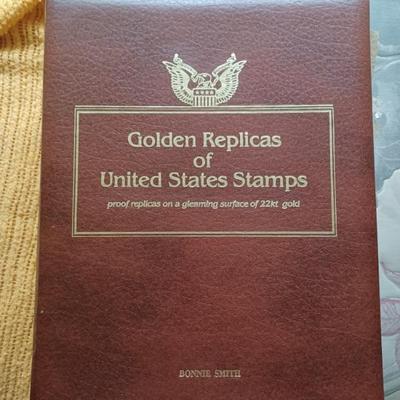 Golden Replicas
of
United States Stamps
proof replicas on a gleaming surface of 22kt gold
BONNIE SMITH